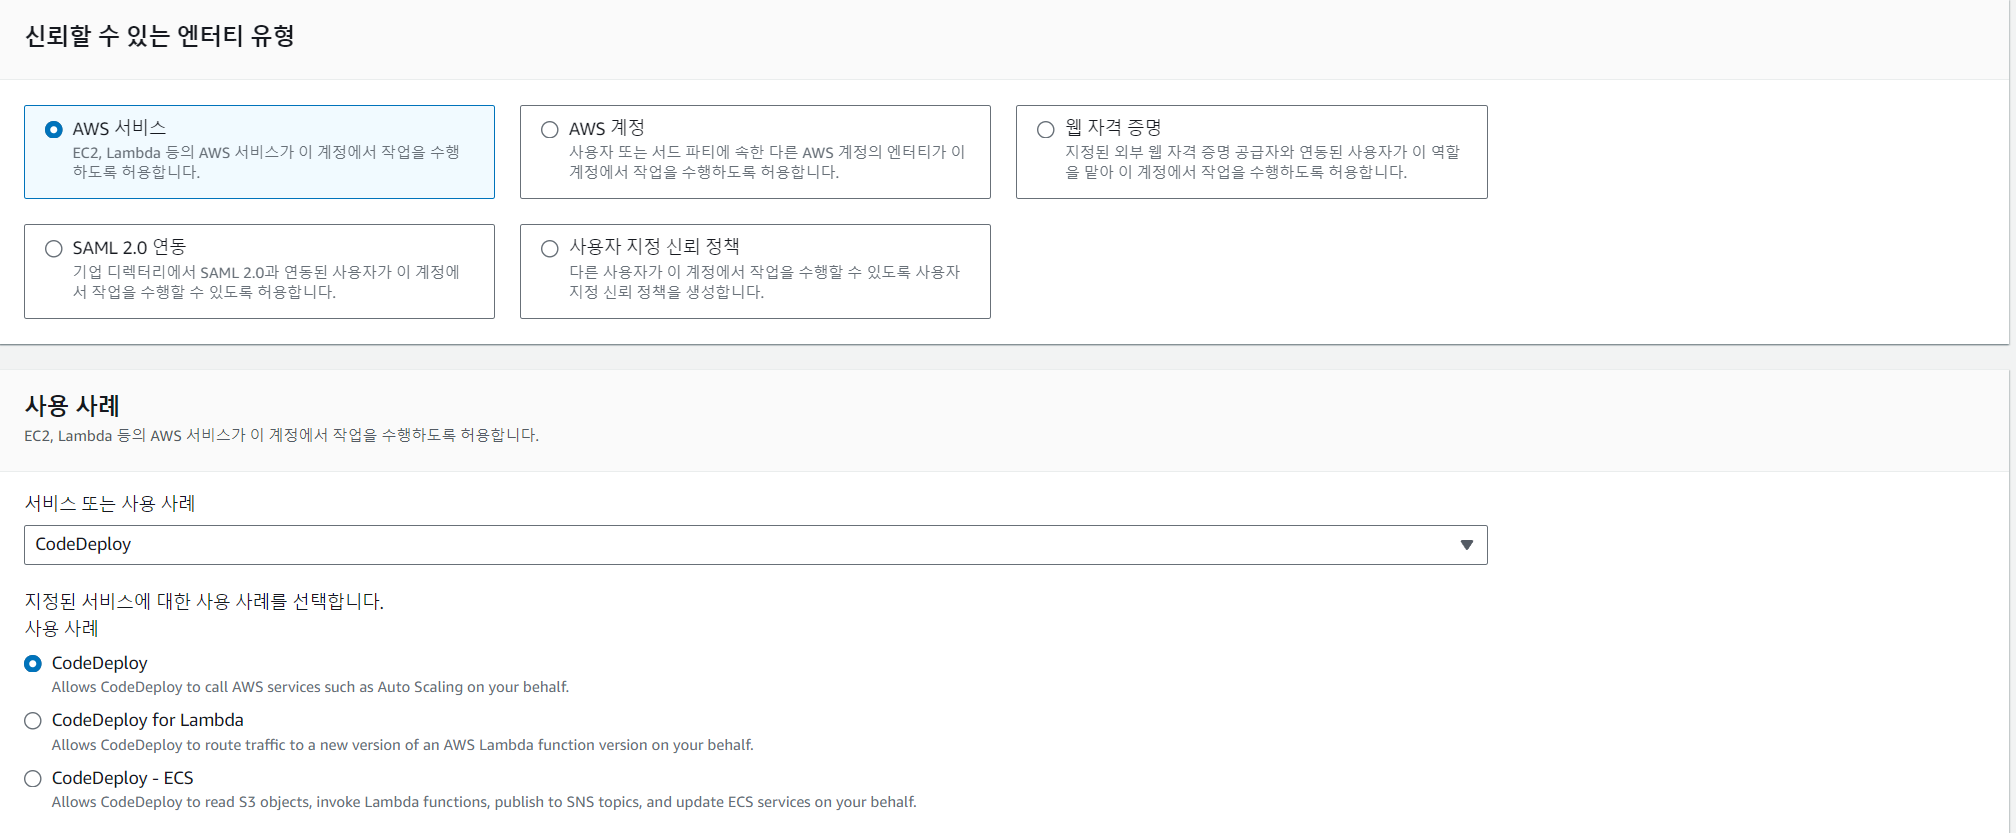 신뢰할 수 있는 엔터티 유형
AWS 서비스
EC2, Lambda 등의 AWS 서비스가 이 계정에서 작업을 수행
하도록 허용합니다.
AWS 계정
사용자 또는 서드 파티에 속한 다른 AWS 계정의 엔터티가 이
계정에서 작업을 수행하도록 허용합니다.
웹 자격 증명
지정된 외부 웹 자격 증명 공급자와 연동된 사용자가 이 역할
을 맡아 이 계정에서 작업을 수행하도록 허용합니다.
SAML 2.0 연동
기업 디렉터리에서 SAML 2.0과 연동된 사용자가 이 계정에
서 작업을 수행할 수 있도록 허용합니다.
사용자 지정 신뢰 정책
다른 사용자가 이 계정에서 작업을 수행할 수 있도록 사용자
지정 신뢰 정책을 생성합니다.
사용 사례
EC2, Lambda 등의 AWS 서비스가 이 계정에서 작업을 수행하도록 허용합니다.
서비스 또는 사용 사례
CodeDeploy
지정된 서비스에 대한 사용 사례를 선택합니다.
사용 사례
CodeDeploy
Allows CodeDeploy to call AWS services such as Auto Scaling on your behalf.
CodeDeploy for Lambda
Allows CodeDeploy to route traffic to a new version of an AWS Lambda function version on your behalf.
CodeDeploy - ECS
Allows CodeDeploy to read S3 objects, invoke Lambda functions, publish to SNS topics, and update ECS services on your behalf.